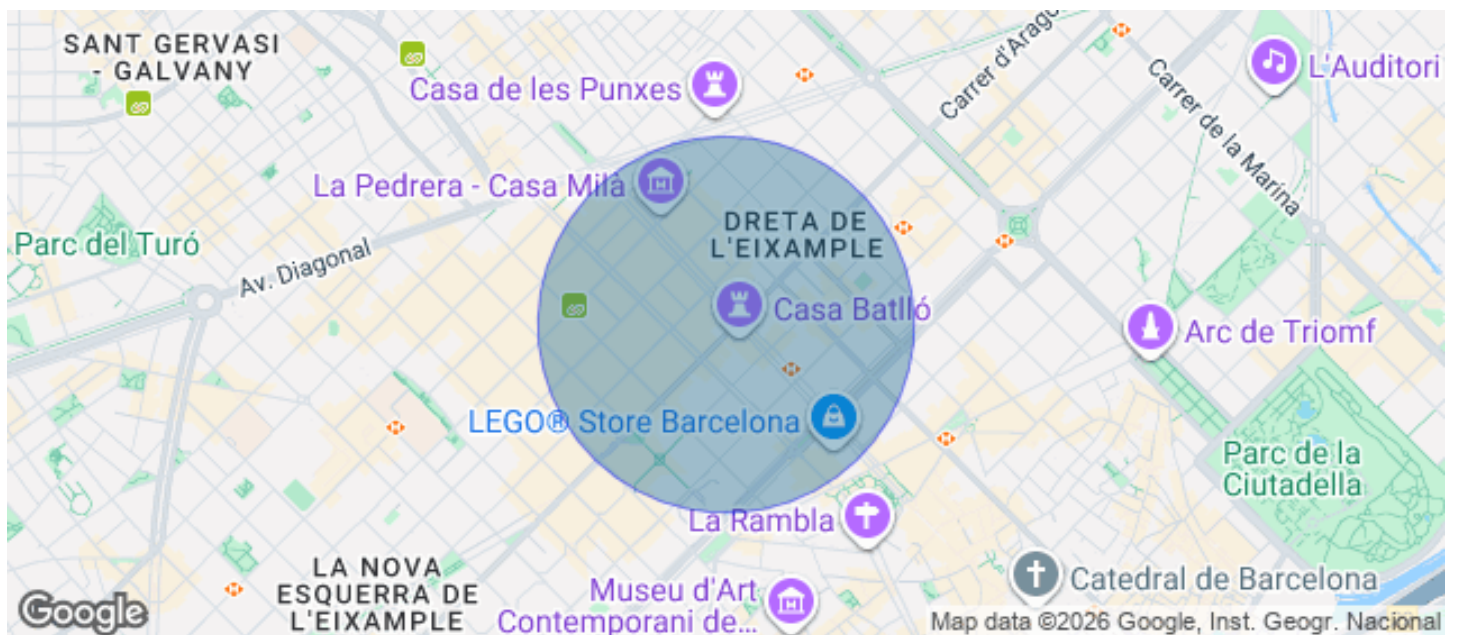 SANT GERVASI
- GALVANY
Casa de les Punxes
Carrer d'Arago
Carrer de la Marina
L'Auditori
La Pedrera - Casa Milà
DRETA DE
L'EIXAMPLE
Parc del Turó
Av. Diagonal
Casa Batlló
Arc de Triomf
LEGO® Store Barcelona
Parc de la
Ciutadella
La Rambla
LA NOVA
ESQUERRA DE
L'EIXAMPLE
Museu d'Art
Contemporani de...
Catedral de Barcelona
Google
Map data ©2026 Google, Inst. Geogr. Nacional